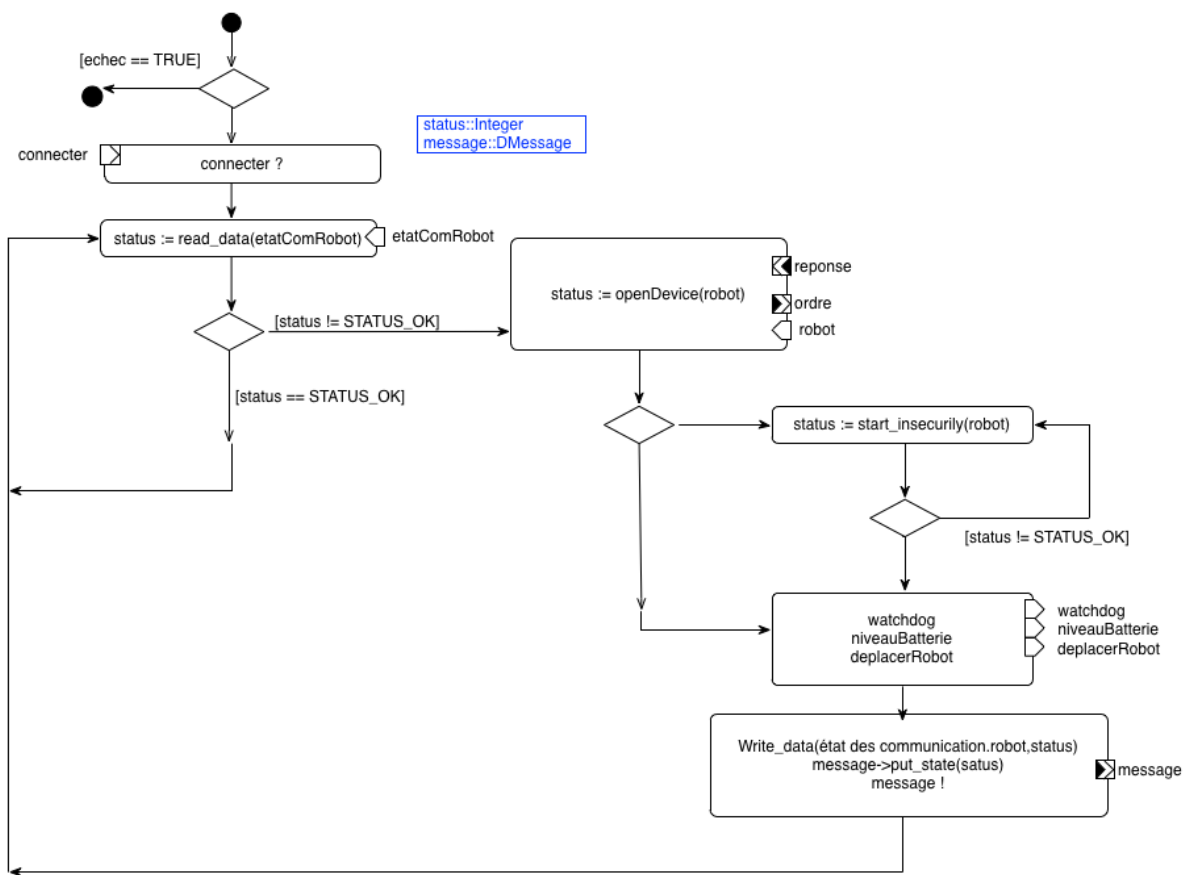 [echec == TRUE]
status::Integer
message::DMessage
connecter
connecter ?
status := read_data(etatComRobot)
etatComRobot
reponse
status := openDevice(robot)
ordre
robot
[status != STATUS_OK]
[status == STATUS_OK]
status := start_insecurily(robot)
[status != STATUS_OK]
watchdog
niveauBatterie
deplacerRobot
watchdog
niveauBatterie
deplacerRobot
Write_data(état des communication.robot,status)
message->put_state(satus)
message !
message